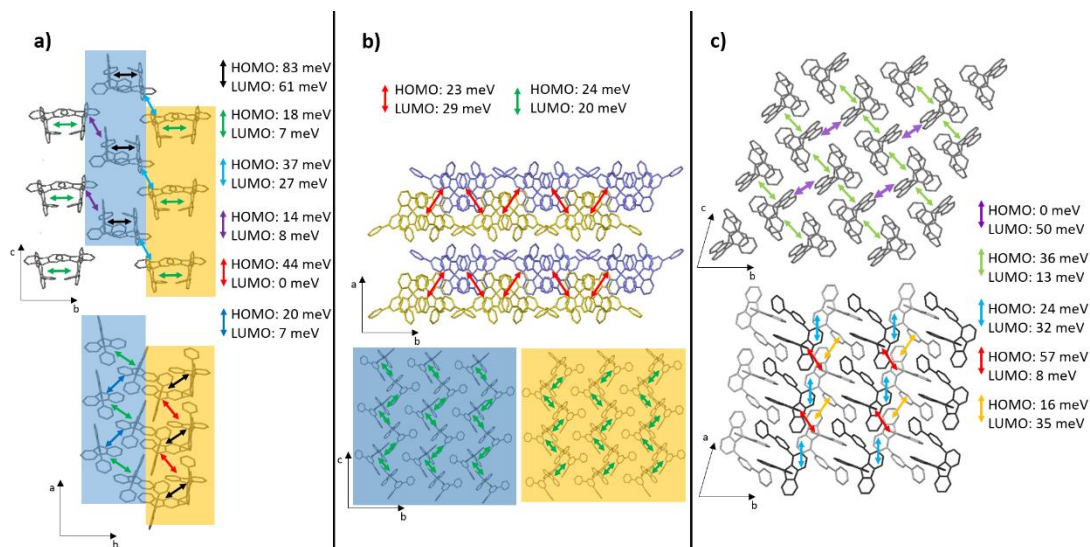 a)
HOMO: 83 meV
LUMO: 61 meV
HOMO: 18 meV
LUMO: 7 meV
HOMO: 37 meV
LUMO: 27 meV
HOMO: 14 meV
LUMO: 8 meV
HOMO: 44 meV
LUMO: 0 meV
HOMO: 20 meV
LUMO: 7 meV
c
b
a
b
b)
HOMO: 23 meV
LUMO: 29 meV
HOMO: 24 meV
LUMO: 20 meV
a
b
c
b
c)
c
b
HOMO: 0 meV
LUMO: 50 meV
HOMO: 36 meV
LUMO: 13 meV
HOMO: 24 meV
LUMO: 32 meV
HOMO: 57 meV
LUMO: 8 meV
HOMO: 16 meV
LUMO: 35 meV
a
b